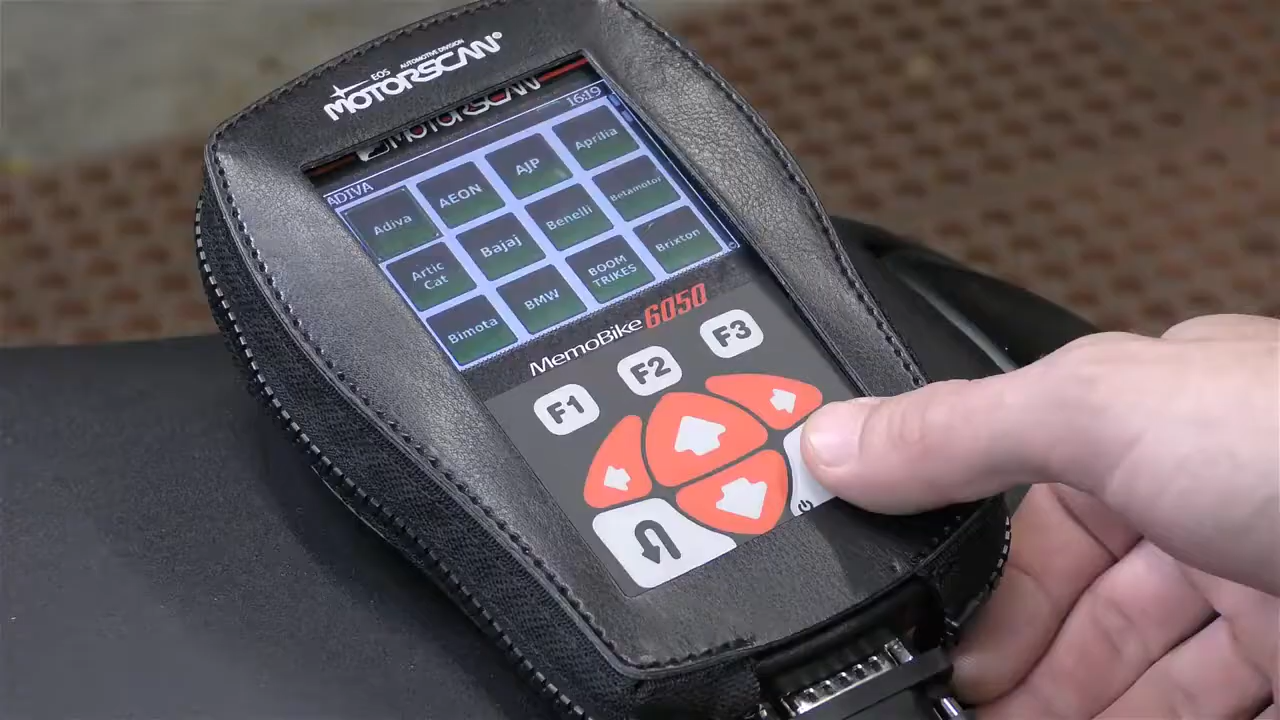 EOS AUTOMOTIVE DIVISION
MOTORSCAN®
MOTORSCAN
ADIVA 16:19
Adiva AEON AJP Aprilia
Artic Cat Bajaj Benelli Betamotor
Bimota BMW BOOM TRIKES Brixton
MemoBike 6050
F1 F2 F3